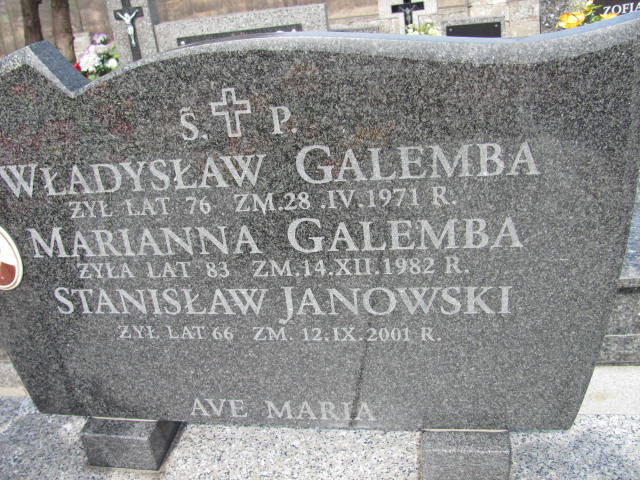 ZOFIA
Ś. P.
WŁADYSŁAW GALEMBA
ŻYŁ LAT 76 ZM.28.IV.1971 R.
MARIANNA GALEMBA
ŻYŁA LAT 83 ZM.14.XII.1982 R.
STANISŁAW JANOWSKI
ŻYŁ LAT 66 ZM. 12.IX.2001 R.
AVE MARIA